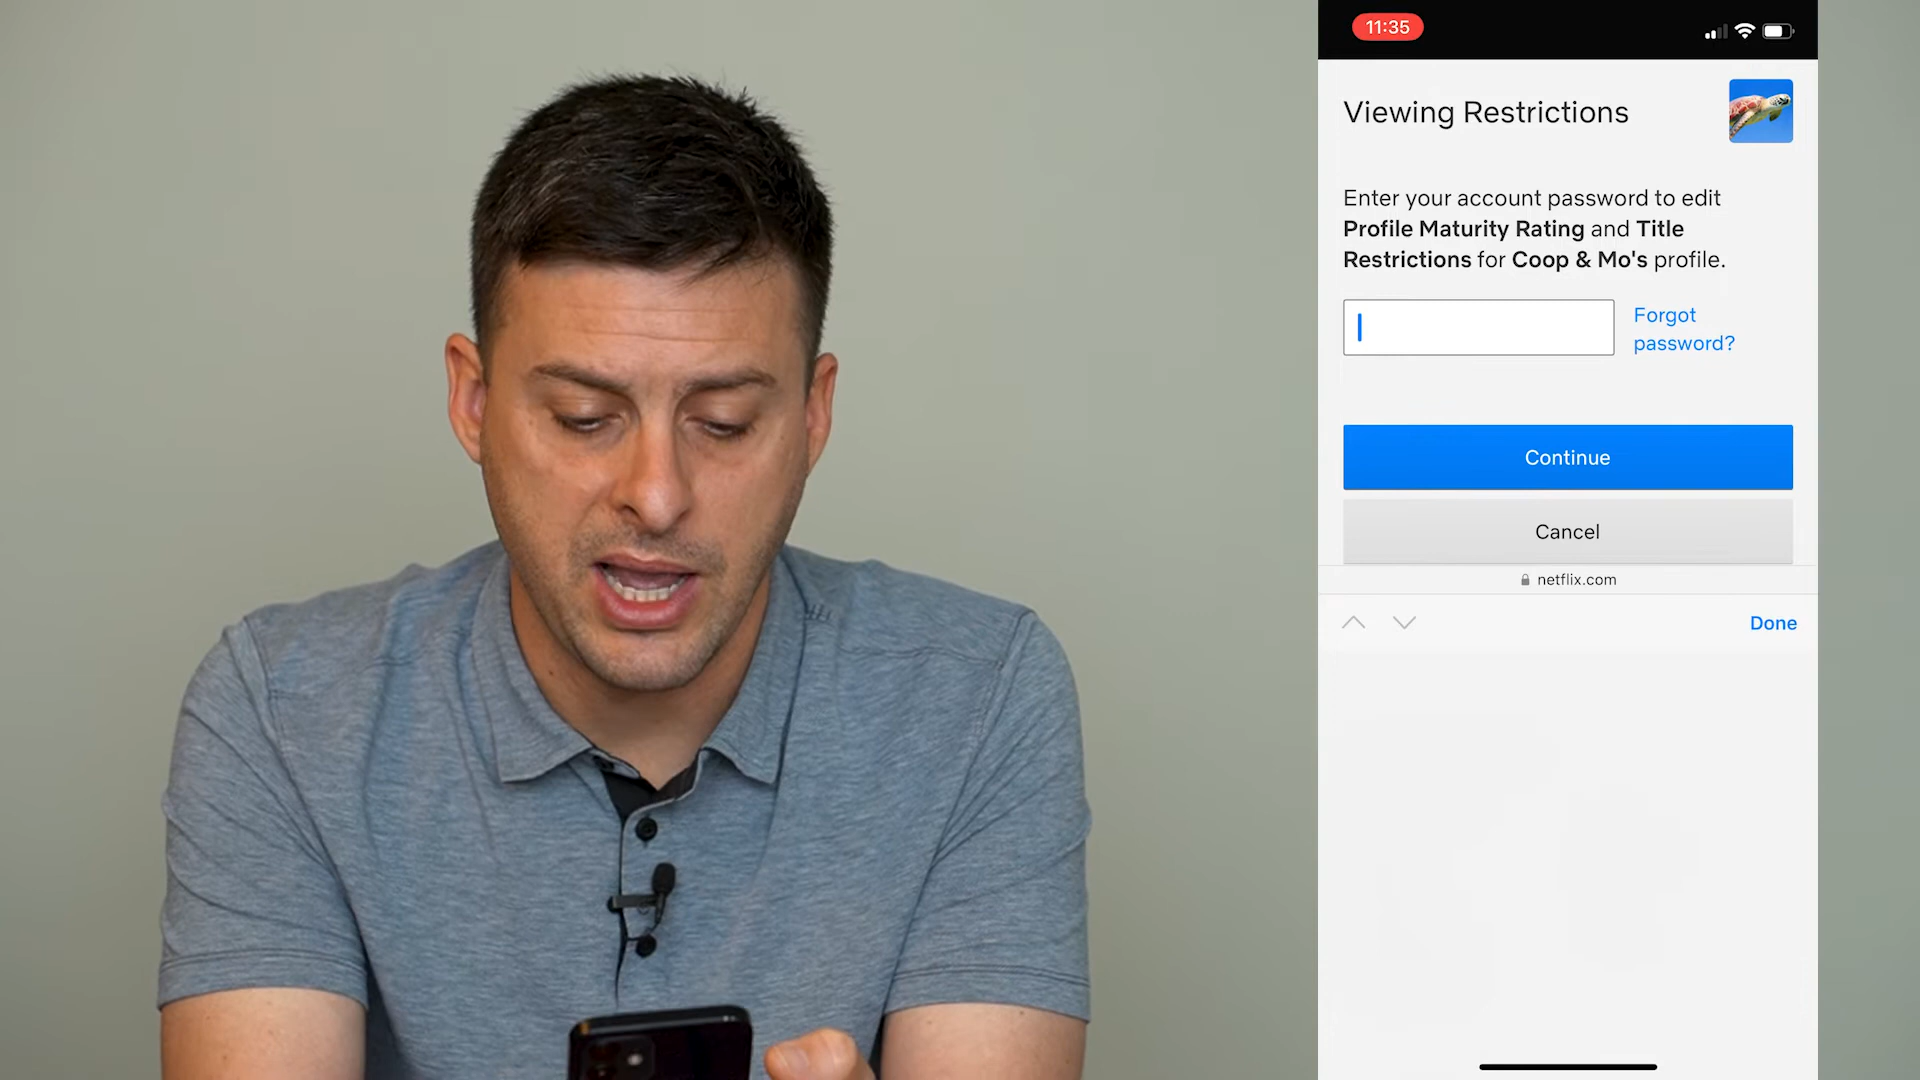 11:35
Viewing Restrictions
Enter your account password to edit
Profile Maturity Rating and Title
Restrictions for Coop & Mo's profile.
Forgot
password?
Continue
Cancel
netflix.com
Done